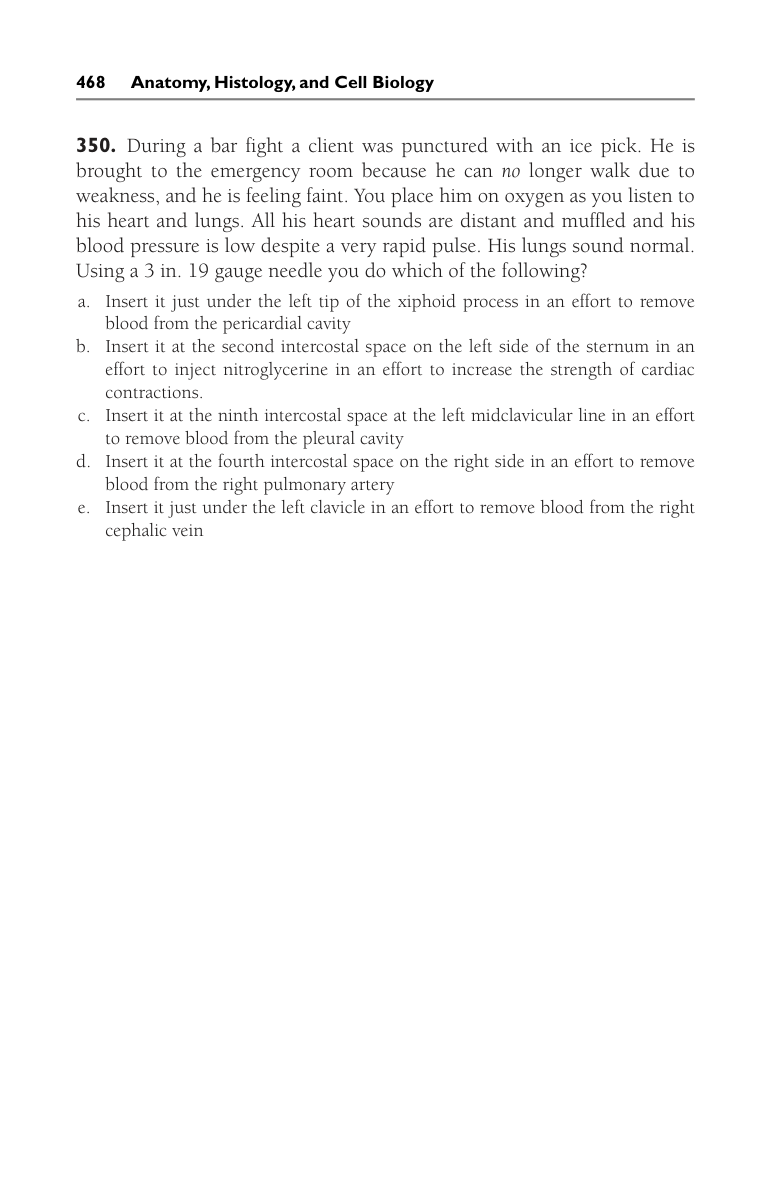 468 Anatomy, Histology, and Cell Biology
350. During a bar fight a client was punctured with an ice pick. He is
brought to the emergency room because he can no longer walk due to
weakness, and he is feeling faint. You place him on oxygen as you listen to
his heart and lungs. All his heart sounds are distant and muffled and his
blood pressure is low despite a very rapid pulse. His lungs sound normal.
Using a 3 in. 19 gauge needle you do which of the following?
a. Insert it just under the left tip of the xiphoid process in an effort to remove
blood from the pericardial cavity
b. Insert it at the second intercostal space on the left side of the sternum in an
effort to inject nitroglycerine in an effort to increase the strength of cardiac
contractions.
c. Insert it at the ninth intercostal space at the left midclavicular line in an effort
to remove blood from the pleural cavity
d. Insert it at the fourth intercostal space on the right side in an effort to remove
blood from the right pulmonary artery
e. Insert it just under the left clavicle in an effort to remove blood from the right
cephalic vein